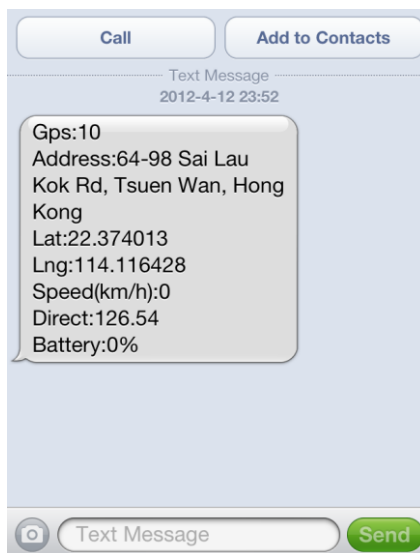 Call
Add to Contacts
Text Message
2012-4-12 23:52
Gps:10
Address:64-98 Sai Lau
Kok Rd, Tsuen Wan, Hong
Kong
Lat:22.374013
Lng:114.116428
Speed(km/h):0
Direct:126.54
Battery:0%
Text Message
Send